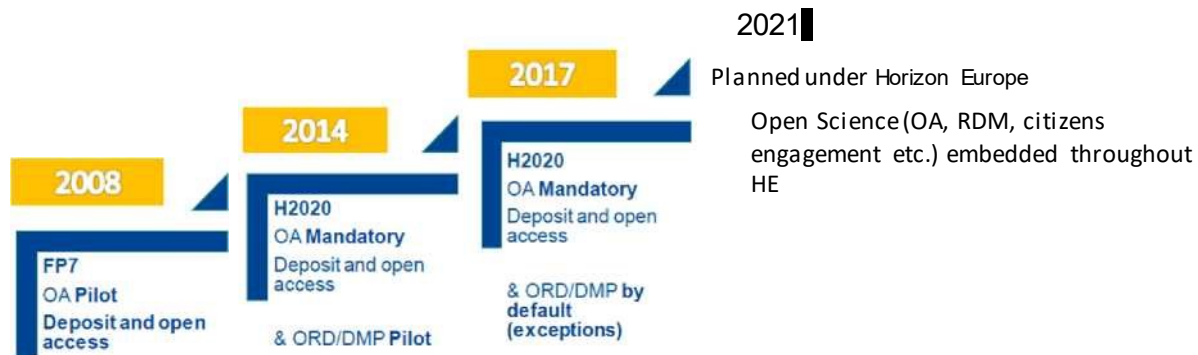 2008
FP7
OA Pilot
Deposit and open
access
2014
H2020
OA Mandatory
Deposit and open
access
& ORD/DMP Pilot
2017
H2020
OA Mandatory
Deposit and open
access
& ORD/DMP by
default
(exceptions)
2021
Planned under Horizon Europe
Open Science (OA, RDM, citizens
engagement etc.) embedded throughout
HE